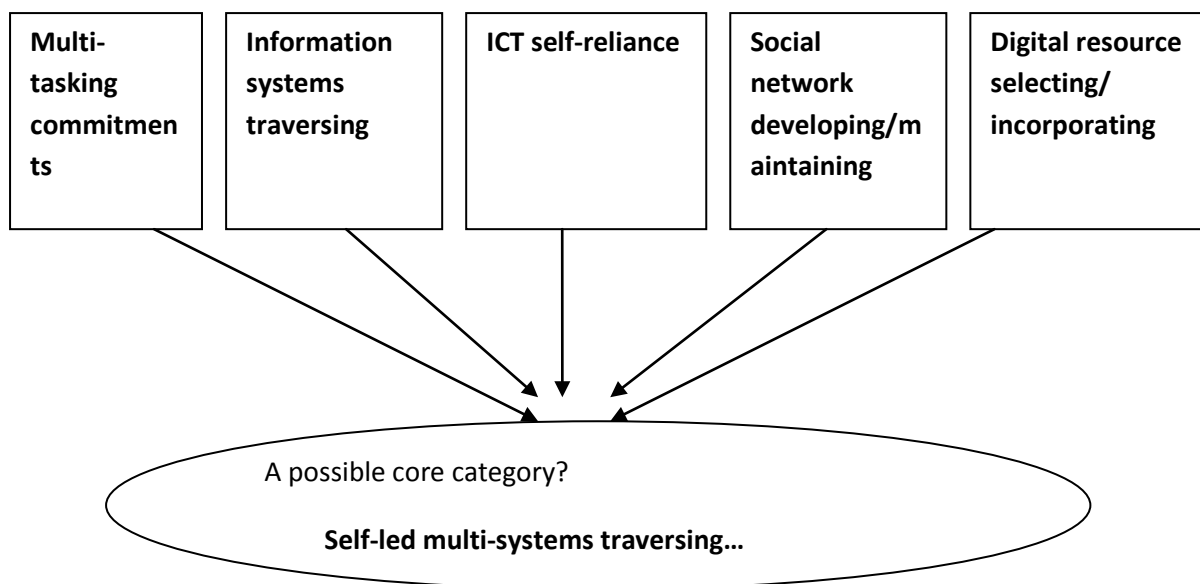 Multi-
tasking
commitmen
ts
Information
systems
traversing
ICT self-reliance
Social
network
developing/m
aintaining
Digital resource
selecting/
incorporating
A possible core category?
Self-led multi-systems traversing…